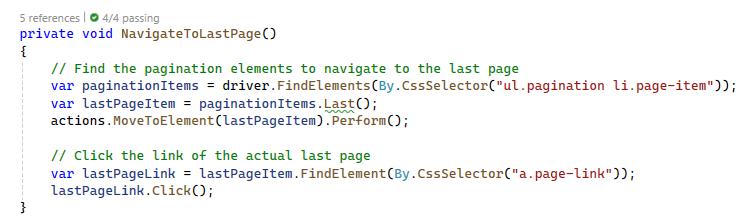 5 references | 4/4 passing
private void NavigateToLastPage()
{
    // Find the pagination elements to navigate to the last page
    var paginationItems = driver.FindElements(By.CssSelector("ul.pagination li.page-item"));
    var lastPageItem = paginationItems.Last();
    actions.MoveToElement(lastPageItem).Perform();

    // Click the link of the actual last page
    var lastPageLink = lastPageItem.FindElement(By.CssSelector("a.page-link"));
    lastPageLink.Click();
}